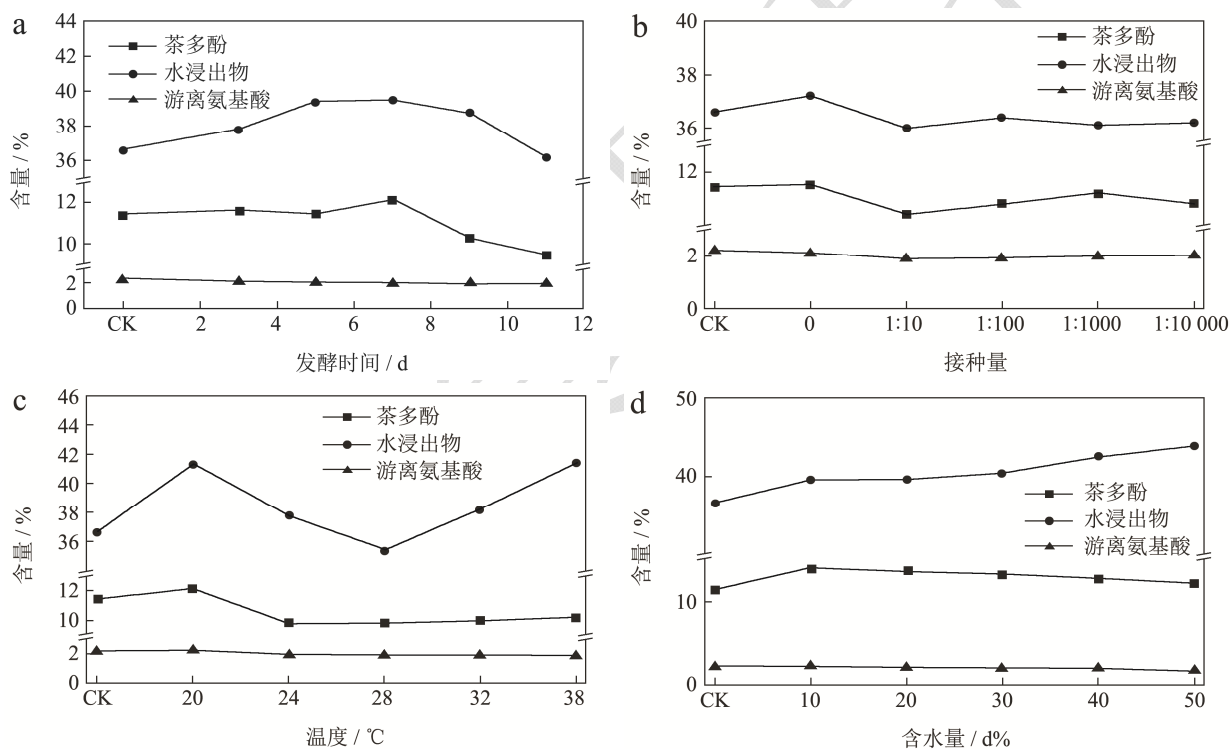 a
44
42
40
38
36
12
10
2
0
含量 / %
茶多酚
水浸出物
游离氨基酸
CK 2 4 6 8 10 12
发酵时间 / d
b
40
38
36
12
2
0
含量 / %
茶多酚
水浸出物
游离氨基酸
CK 0 1:10 1:100 1:1000 1:10 000
接种量
c
46
44
42
40
38
36
12
10
2
0
含量 / %
茶多酚
水浸出物
游离氨基酸
CK 20 24 28 32 38
温度 / ℃
d
50
40
10
0
含量 / %
茶多酚
水浸出物
游离氨基酸
CK 10 20 30 40 50
含水量 / d%